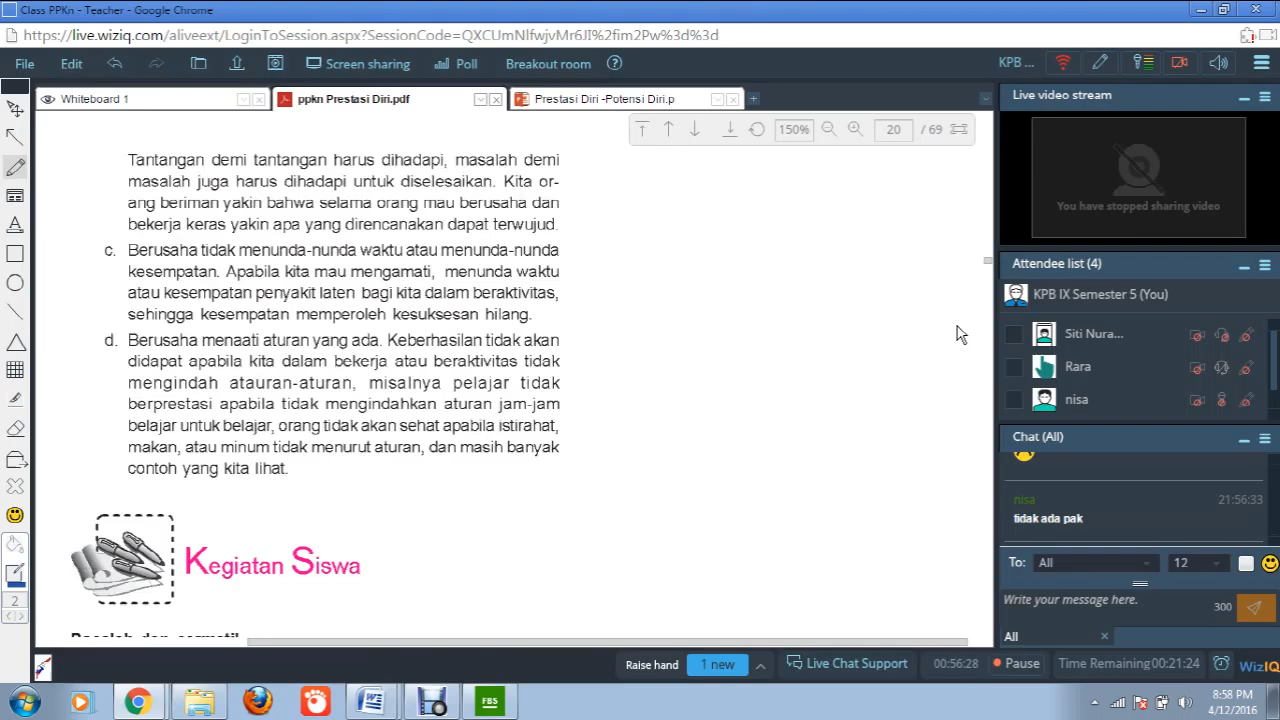 Class PPKn - Teacher - Google Chrome
https://live.wiziq.com/aliveext/LoginToSession.aspx?SessionCode=QXCUmNlfwjvMr6JI%2fim2Pw%3d%3d
File Edit Screen sharing Poll Breakout room ? KPB ...
Whiteboard 1 ppkn Prestasi Diri.pdf Prestasi Diri -Potensi Diri.p
150% 20 / 69
Tantangan demi tantangan harus dihadapi, masalah demi
masalah juga harus dihadapi untuk diselesaikan. Kita or-
ang beriman yakin bahwa selama orang mau berusaha dan
bekerja keras yakin apa yang direncanakan dapat terwujud.
c. Berusaha tidak menunda-nunda waktu atau menunda-nunda
kesempatan. Apabila kita mau mengamati, menunda waktu
atau kesempatan penyakit laten bagi kita dalam beraktivitas,
sehingga kesempatan memperoleh kesuksesan hilang.
d. Berusaha menaati aturan yang ada. Keberhasilan tidak akan
didapat apabila kita dalam bekerja atau beraktivitas tidak
mengindah atauran-aturan, misalnya pelajar tidak
berprestasi apabila tidak mengindahkan aturan jam-jam
belajar untuk belajar, orang tidak akan sehat apabila istirahat,
makan, atau minum tidak menurut aturan, dan masih banyak
contoh yang kita lihat.
Kegiatan Siswa
Live video stream
You have stopped sharing video
Attendee list (4)
KPB IX Semester 5 (You)
Siti Nura...
Rara
nisa
Chat (All)
nisa 21:56:33
tidak ada pak
To: All 12
Write your message here. 300
All
2
Raise hand 1 new Live Chat Support 00:56:28 Pause Time Remaining 00:21:24 WizIQ
FBS
8:58 PM
4/12/2016